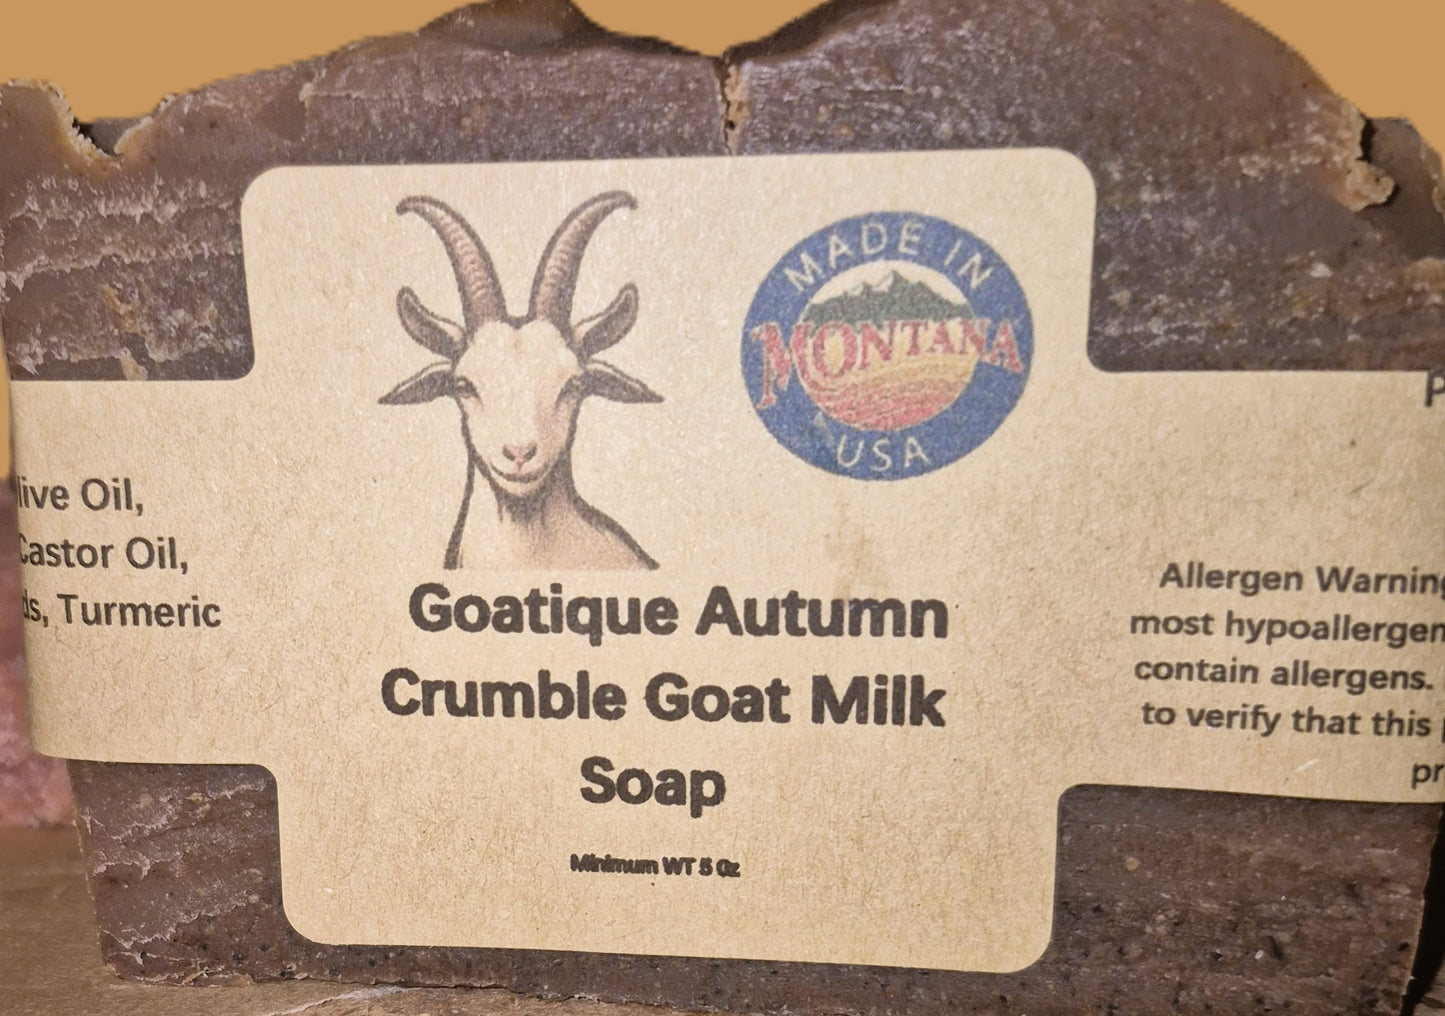 MADE IN
MONTANA
USA
live Oil,
Castor Oil,
ds, Turmeric
Goatique Autumn
Crumble Goat Milk
Soap
Minimum WT 5 Oz
Allergen Warning
most hypoallergen
contain allergens.
to verify that this
pr